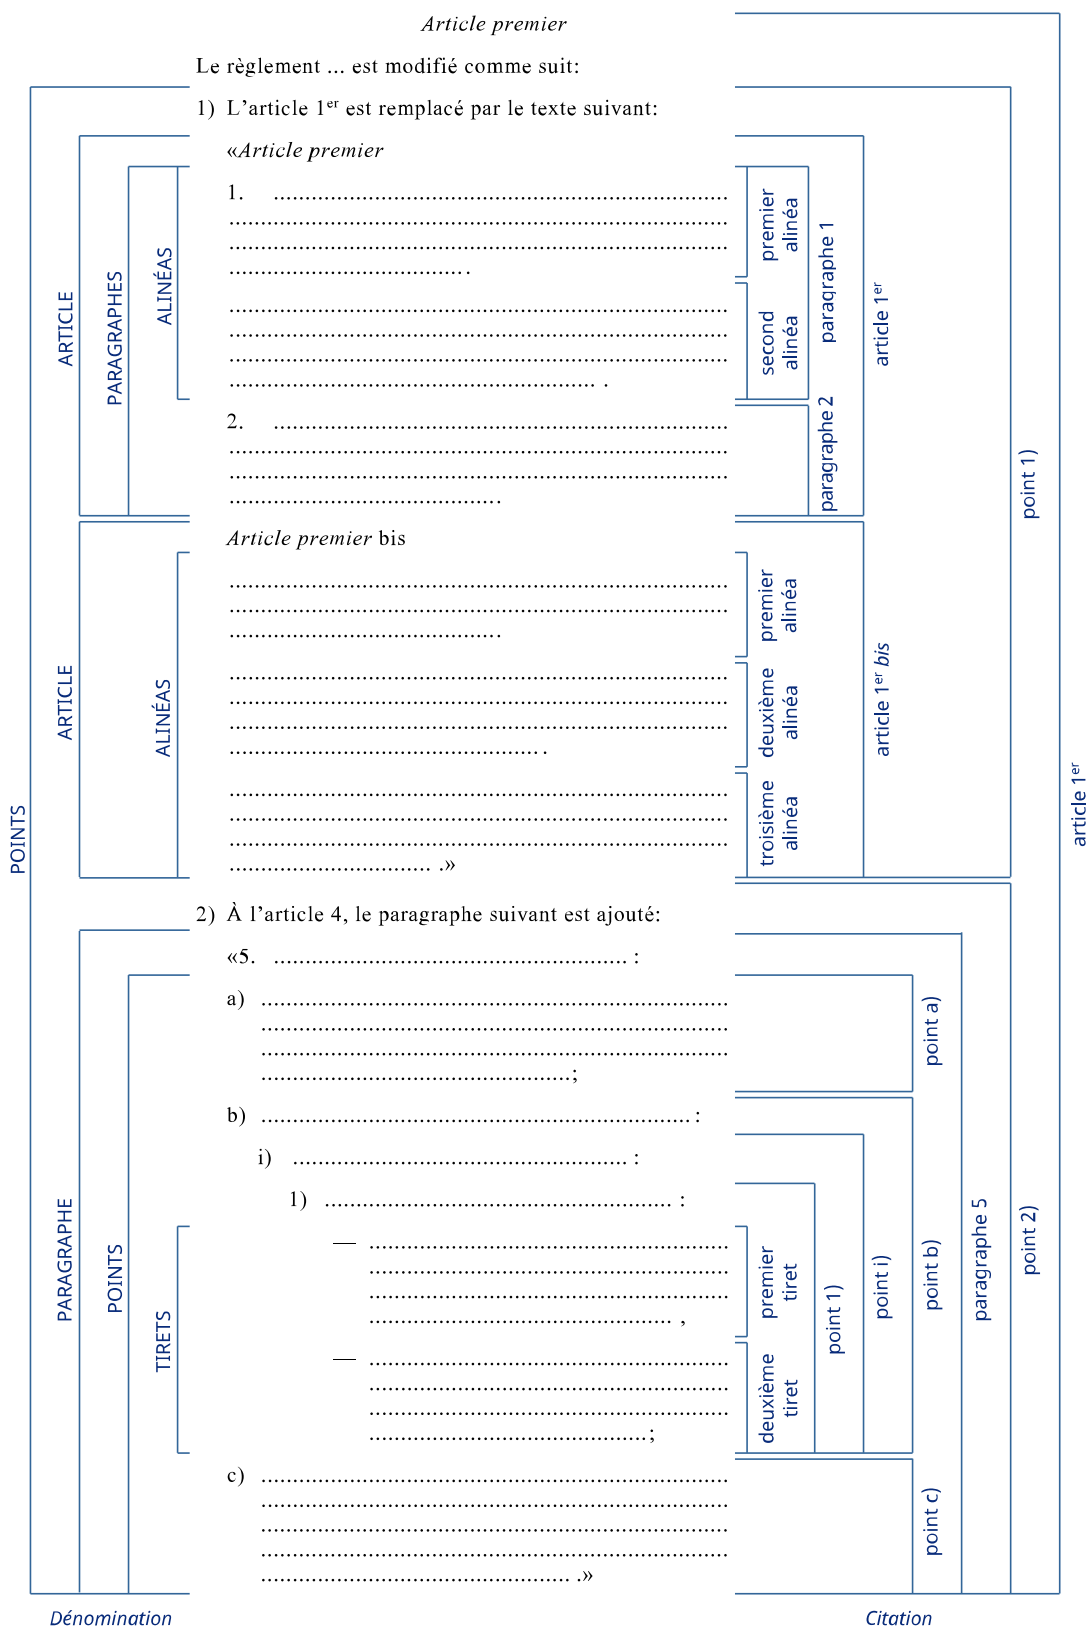 Article premier
Le règlement ... est modifié comme suit:
1) L’article 1er est remplacé par le texte suivant:
«Article premier
1. ................................................................................
................................................................................
................................................................................
...................................... .
................................................................................
................................................................................
................................................................................
........................................................... .
2. ................................................................................
................................................................................
................................................................................
............................................
Article premier bis
................................................................................
................................................................................
............................................
................................................................................
................................................................................
................................................................................
.................................................. .
................................................................................
................................................................................
................................................................................
................................ .»
2) À l’article 4, le paragraphe suivant est ajouté:
«5. ......................................................... :
a) ................................................................................
................................................................................
................................................................................
..................................................;
b) ..................................................................... :
i) ...................................................... :
1) ........................................................ :
— ..........................................................
..........................................................
..........................................................
................................................. ,
— ..........................................................
..........................................................
..........................................................
.............................................;
c) ................................................................................
................................................................................
................................................................................
................................................................................
.................................................. .»
POINTS
ARTICLE
PARAGRAPHES
ALINÉAS
ARTICLE
ALINÉAS
PARAGRAPHE
POINTS
TIRETS
premier
alinéa
second
alinéa
paragraphe 1
paragraphe 2
article 1er
premier
alinéa
deuxième
alinéa
troisième
alinéa
article 1er bis
point 1)
article 1er
point a)
premier
tiret
deuxième
tiret
point 1)
point i)
point b)
point c)
paragraphe 5
point 2)
Dénomination
Citation